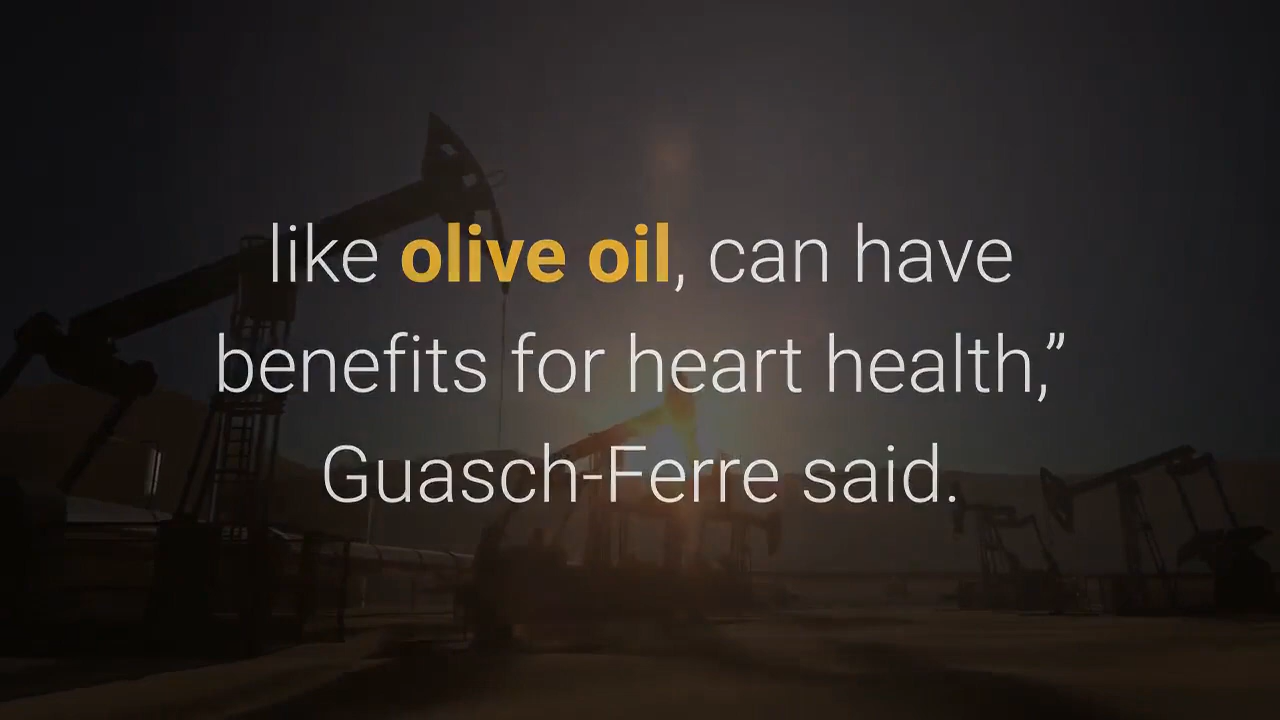 like olive oil, can have
benefits for heart health,”
Guasch-Ferre said.